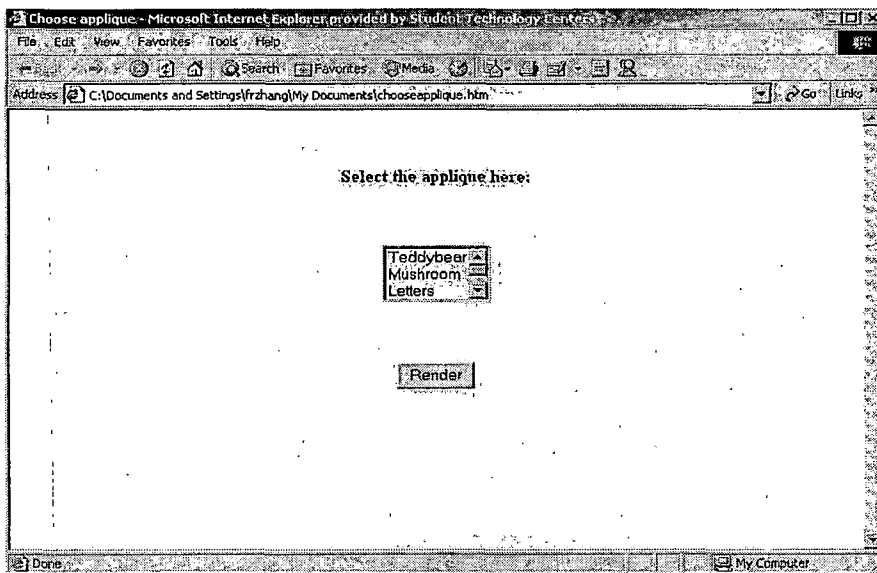 Choose applique - Microsoft Internet Explorer provided by Student Technology Centers
File Edit View Favorites Tools Help
Search Favorites Media
Address C:\Documents and Settings\frzhang\My Documents\chooseapplique.htm Go Links »
Select the applique here:
Teddybear
Mushroom
Letters
Render
Done My Computer